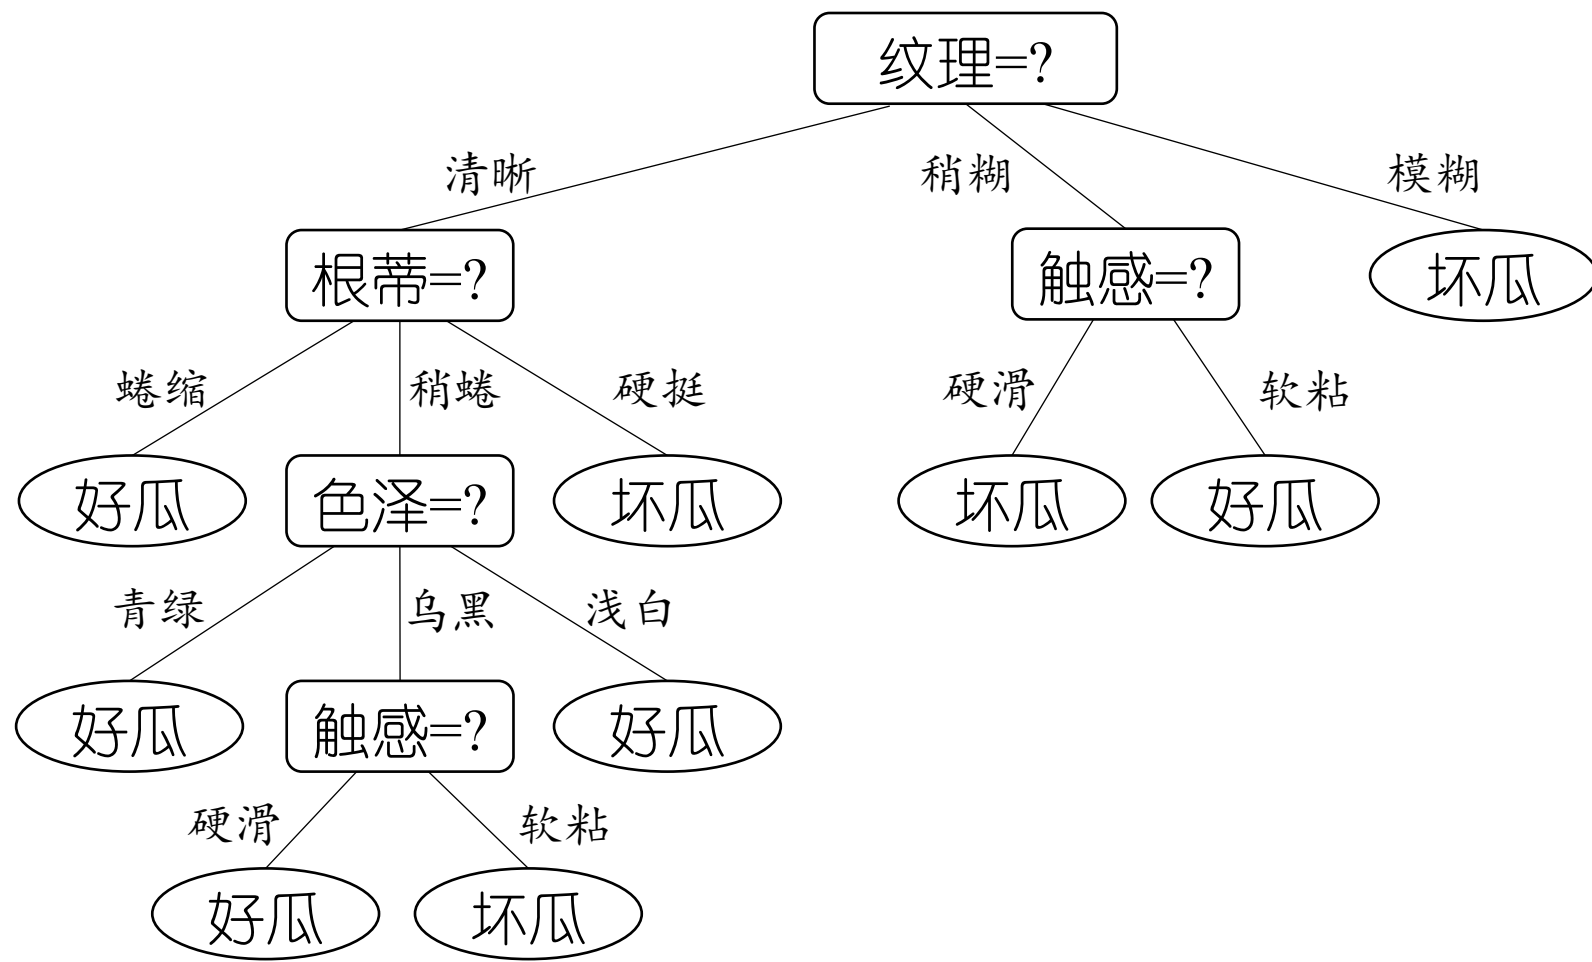 纹理=?
清晰
稍糊
模糊
根蒂=?
触感=?
坏瓜
蜷缩
稍蜷
硬挺
硬滑
软粘
好瓜
色泽=?
坏瓜
坏瓜
好瓜
青绿
乌黑
浅白
好瓜
触感=?
好瓜
硬滑
软粘
好瓜
坏瓜